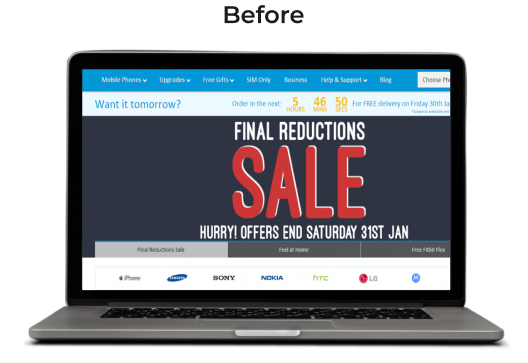 Before
Mobile Phones Upgrades Free Gifts SIM Only Business Help & Support Blog Choose Pho
Want it tomorrow? Order in the next: 5 HOURS 46 MINS 50 SECS For FREE delivery on Friday 30th Ja
FINAL REDUCTIONS
SALE
HURRY! OFFERS END SATURDAY 31ST JAN
Final Reductions Sale Feel at Home Free Fitbit Flex
iPhone SAMSUNG SONY NOKIA hTC LG